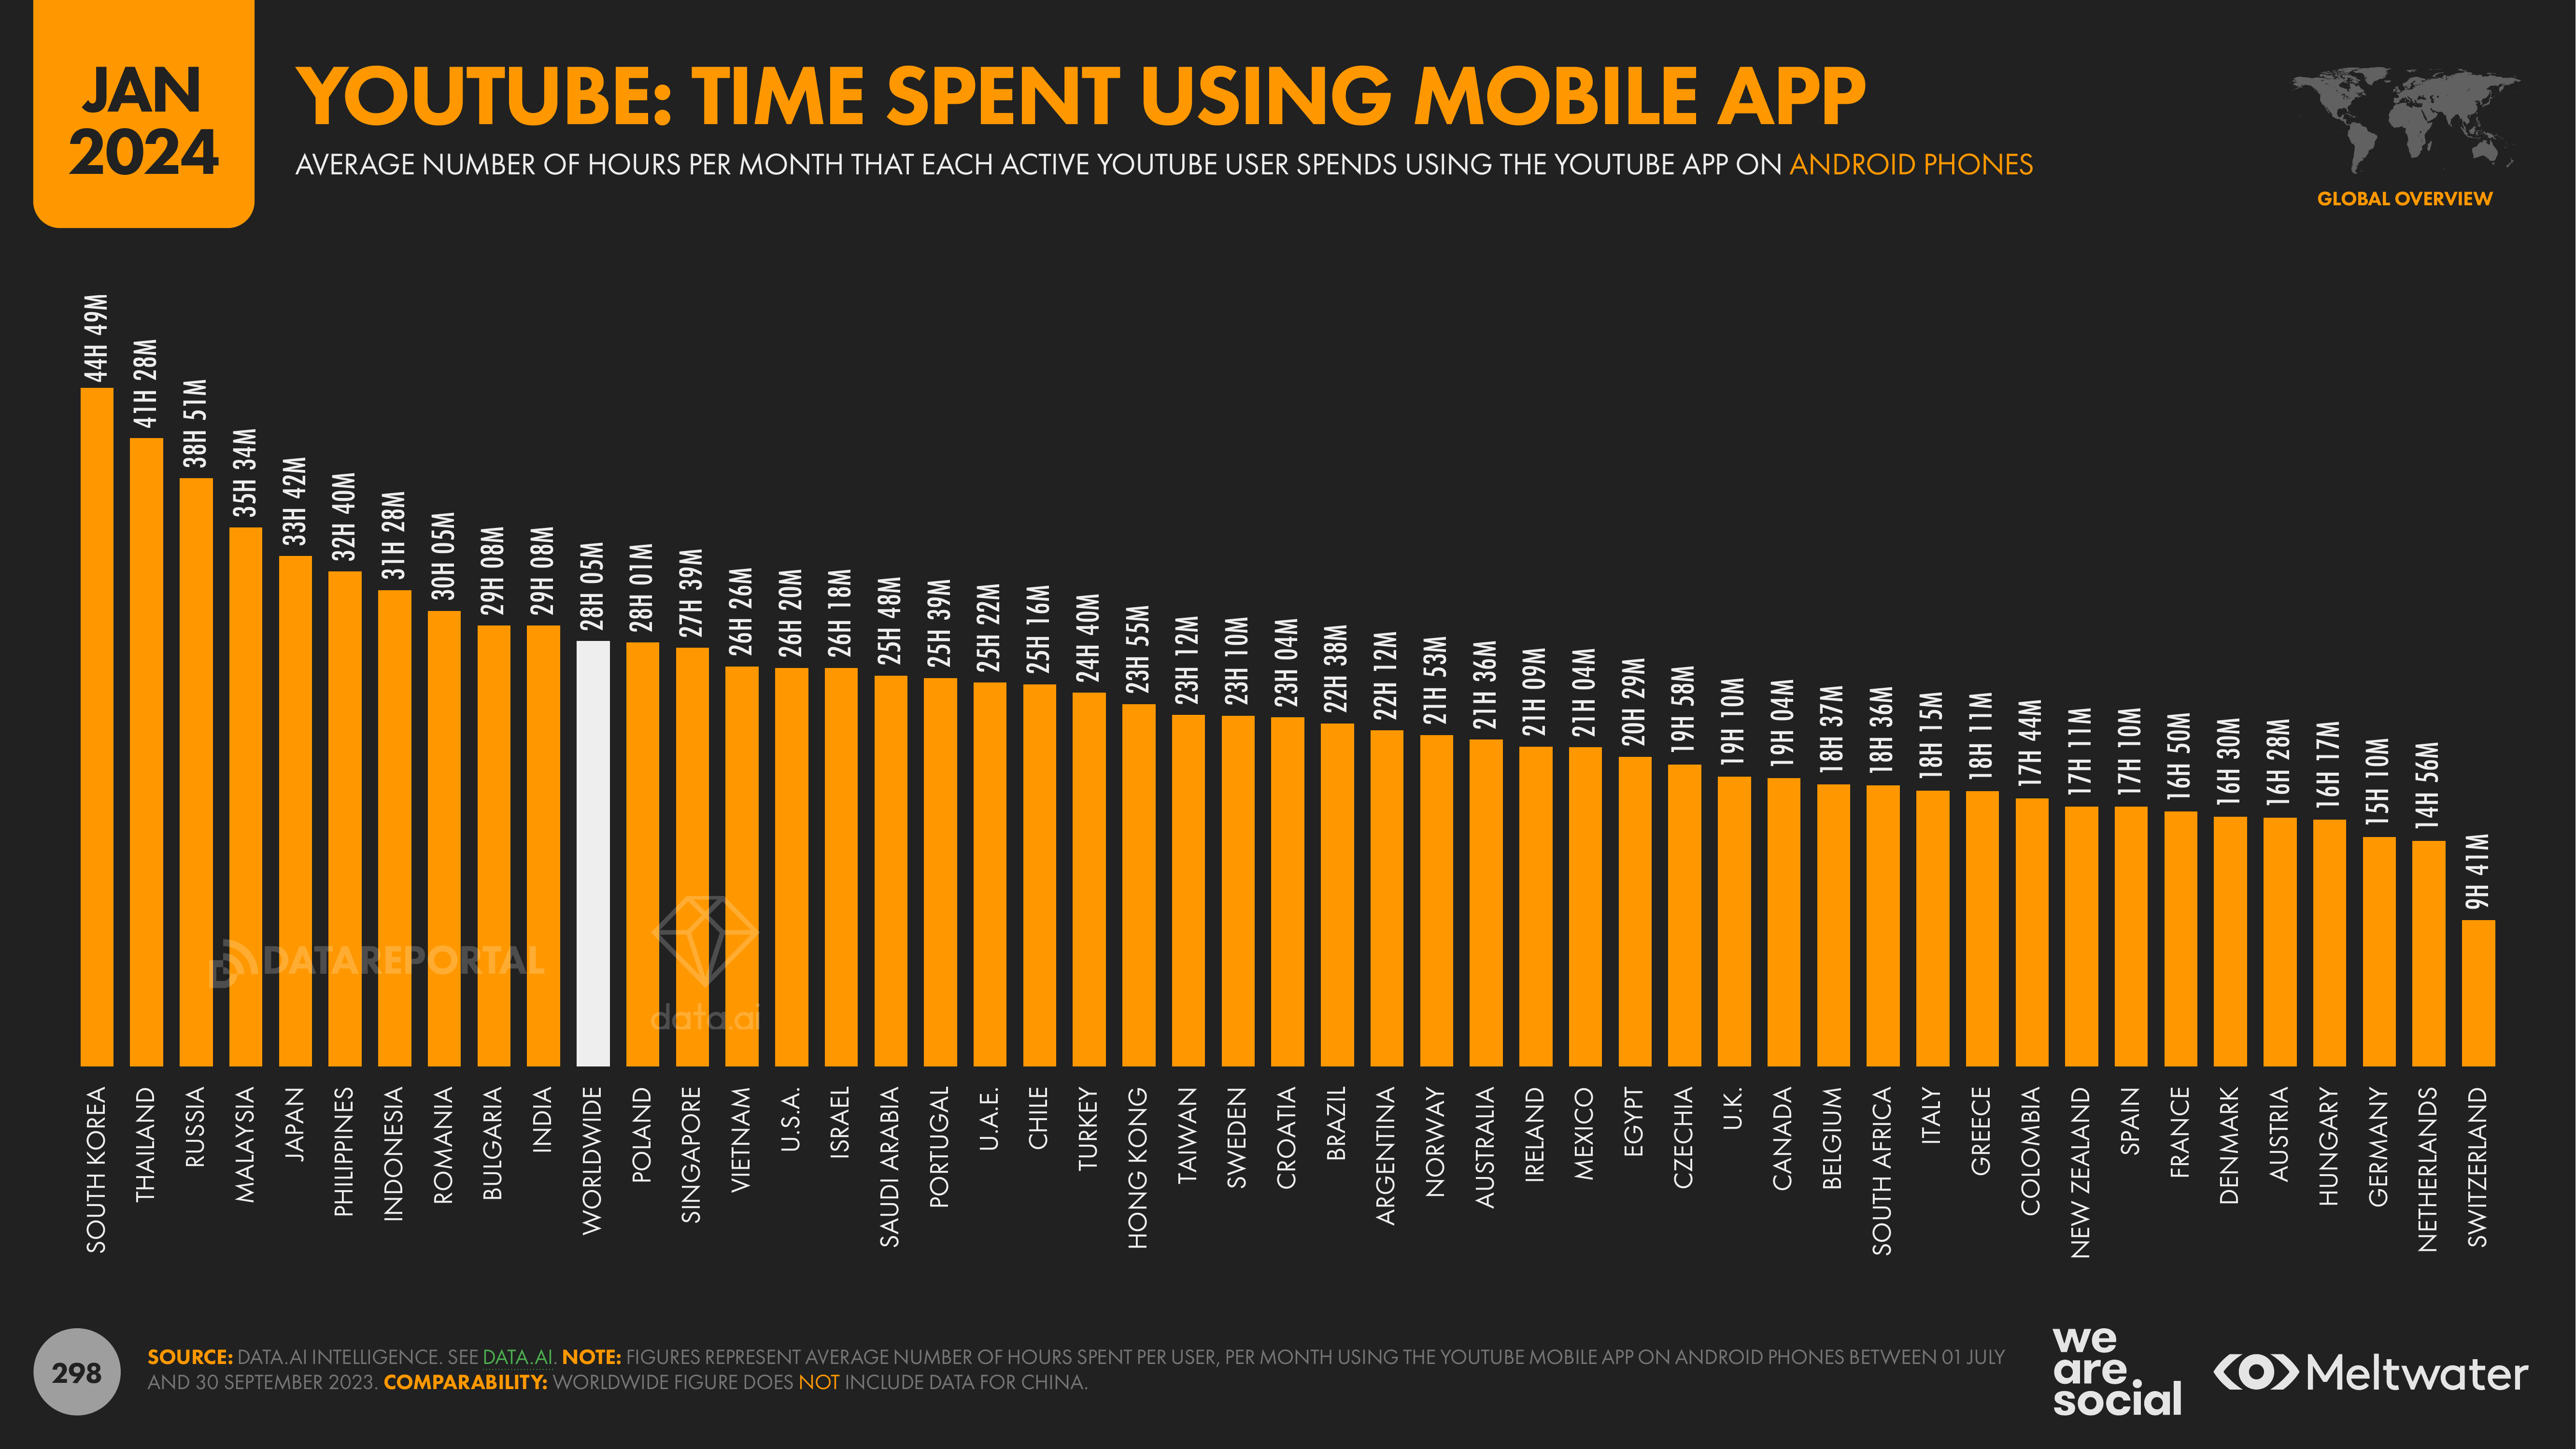 JAN
2024
YOUTUBE: TIME SPENT USING MOBILE APP
AVERAGE NUMBER OF HOURS PER MONTH THAT EACH ACTIVE YOUTUBE USER SPENDS USING THE YOUTUBE APP ON ANDROID PHONES
GLOBAL OVERVIEW
44H 49M
41H 28M
38H 51M
35H 34M
33H 42M
32H 40M
31H 28M
30H 05M
29H 08M
29H 08M
28H 05M
28H 01M
27H 39M
26H 26M
26H 20M
26H 18M
25H 48M
25H 39M
25H 22M
25H 16M
24H 40M
23H 55M
23H 12M
23H 10M
23H 04M
22H 38M
22H 12M
21H 53M
21H 36M
21H 09M
21H 04M
20H 29M
19H 58M
19H 10M
19H 04M
18H 37M
18H 36M
18H 15M
18H 11M
17H 44M
17H 11M
17H 10M
16H 50M
16H 30M
16H 28M
16H 17M
15H 10M
14H 56M
9H 41M
DATAREPORTAL
data.ai
SOUTH KOREA
THAILAND
RUSSIA
MALAYSIA
JAPAN
PHILIPPINES
INDONESIA
ROMANIA
BULGARIA
INDIA
WORLDWIDE
POLAND
SINGAPORE
VIETNAM
U.S.A.
ISRAEL
SAUDI ARABIA
PORTUGAL
U.A.E.
CHILE
TURKEY
HONG KONG
TAIWAN
SWEDEN
CROATIA
BRAZIL
ARGENTINA
NORWAY
AUSTRALIA
IRELAND
MEXICO
EGYPT
CZECHIA
U.K.
CANADA
BELGIUM
SOUTH AFRICA
ITALY
GREECE
COLOMBIA
NEW ZEALAND
SPAIN
FRANCE
DENMARK
AUSTRIA
HUNGARY
GERMANY
NETHERLANDS
SWITZERLAND
298
SOURCE: DATA.AI INTELLIGENCE. SEE DATA.AI. NOTE: FIGURES REPRESENT AVERAGE NUMBER OF HOURS SPENT PER USER, PER MONTH USING THE YOUTUBE MOBILE APP ON ANDROID PHONES BETWEEN 01 JULY
AND 30 SEPTEMBER 2023. COMPARABILITY: WORLDWIDE FIGURE DOES NOT INCLUDE DATA FOR CHINA.
we
are
social
Meltwater